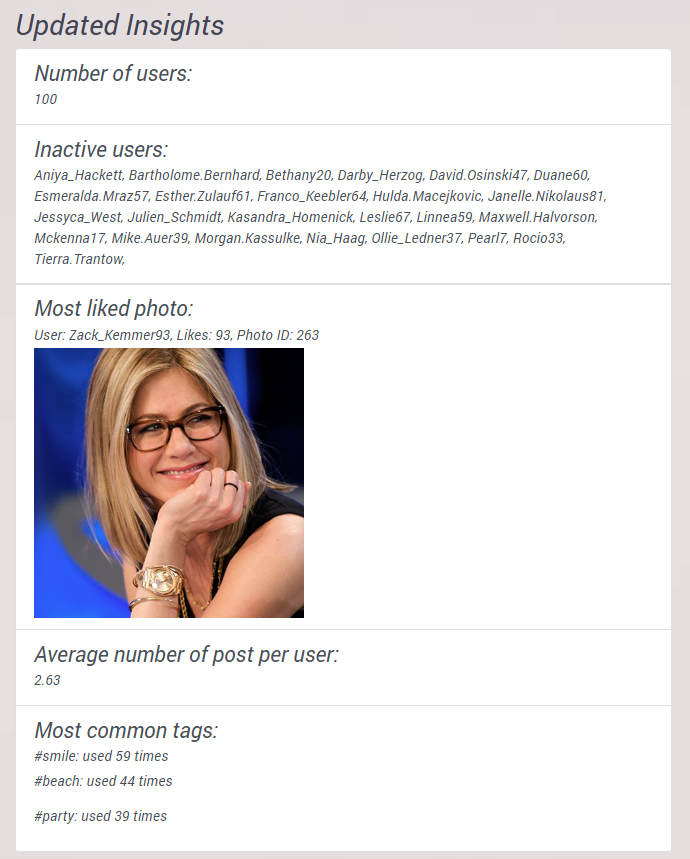 Updated Insights
Number of users:
100
Inactive users:
Aniya_Hackett, Bartholome.Bernhard, Bethany20, Darby_Herzog, David.Osinski47, Duane60,
Esmeralda.Mraz57, Esther.Zulauf61, Franco_Keebler64, Hulda.Macejkovic, Janelle.Nikolaus81,
Jessyca_West, Julien_Schmidt, Kasandra_Homenick, Leslie67, Linnea59, Maxwell.Halvorson,
Mckenna17, Mike.Auer39, Morgan.Kassulke, Nia_Haag, Ollie_Ledner37, Pearl7, Rocio33,
Tierra.Trantow,
Most liked photo:
User: Zack_Kemmer93, Likes: 93, Photo ID: 263
Average number of post per user:
2.63
Most common tags:
#smile: used 59 times
#beach: used 44 times
#party: used 39 times